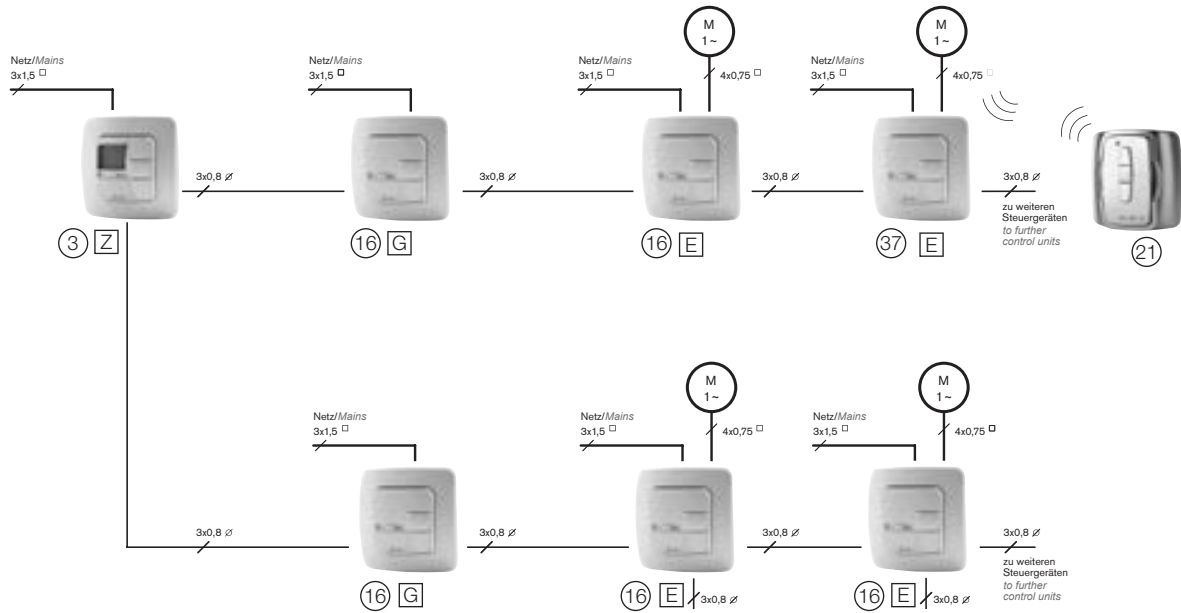 M
1~
M
1~
Netz/Mains
3x1,5 □
Netz/Mains
3x1,5 □
Netz/Mains
3x1,5 □
4x0,75 □
Netz/Mains
3x1,5 □
4x0,75 □
3x0,8 ⌀
3x0,8 ⌀
3x0,8 ⌀
3x0,8 ⌀
zu weiteren
Steuergeräten
to further
control units
3 Z
16 G
16 E
37 E
21
M
1~
M
1~
Netz/Mains
3x1,5 □
Netz/Mains
3x1,5 □
4x0,75 □
Netz/Mains
3x1,5 □
4x0,75 □
3x0,8 ⌀
3x0,8 ⌀
3x0,8 ⌀
3x0,8 ⌀
zu weiteren
Steuergeräten
to further
control units
16 G
16 E
3x0,8 ⌀
16 E
3x0,8 ⌀